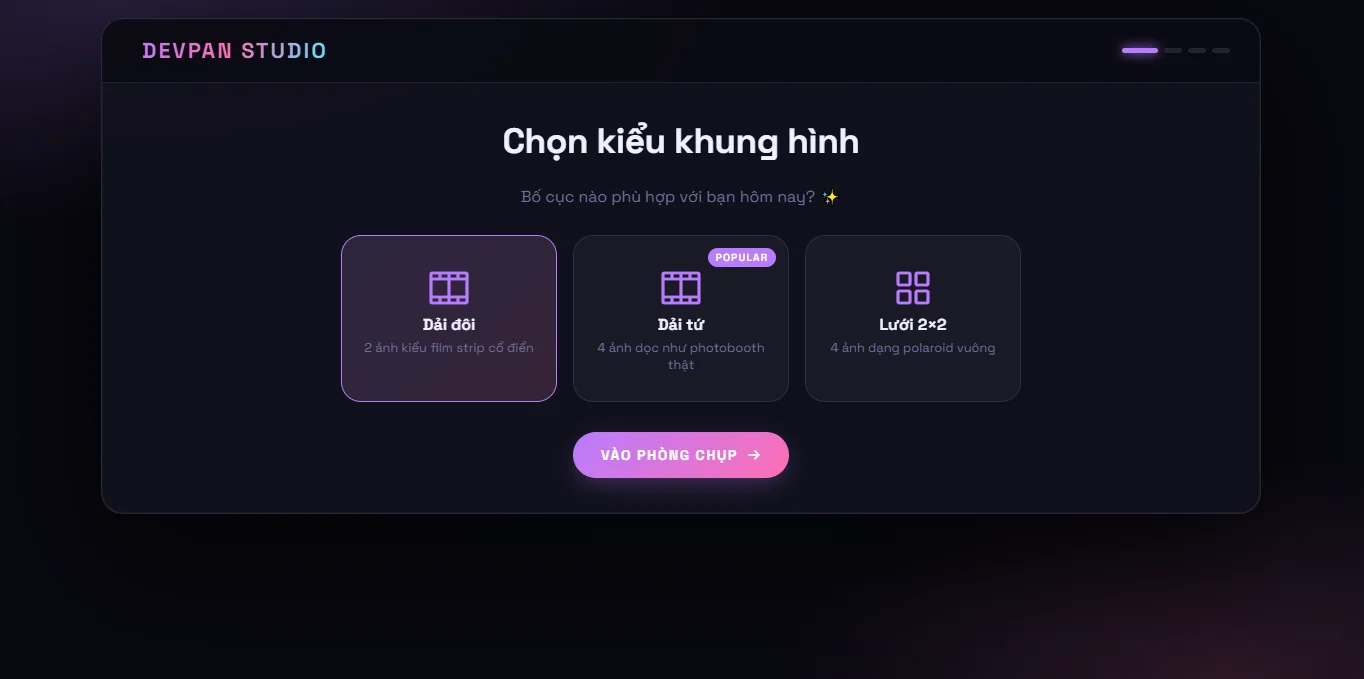 DEVPAN STUDIO
Chọn kiểu khung hình
Bố cục nào phù hợp với bạn hôm nay? ✨
Dải đôi
2 ảnh kiểu film strip cổ điển
POPULAR
Dải tứ
4 ảnh dọc như photobooth
thật
Lưới 2×2
4 ảnh dạng polaroid vuông
VÀO PHÒNG CHỤP →